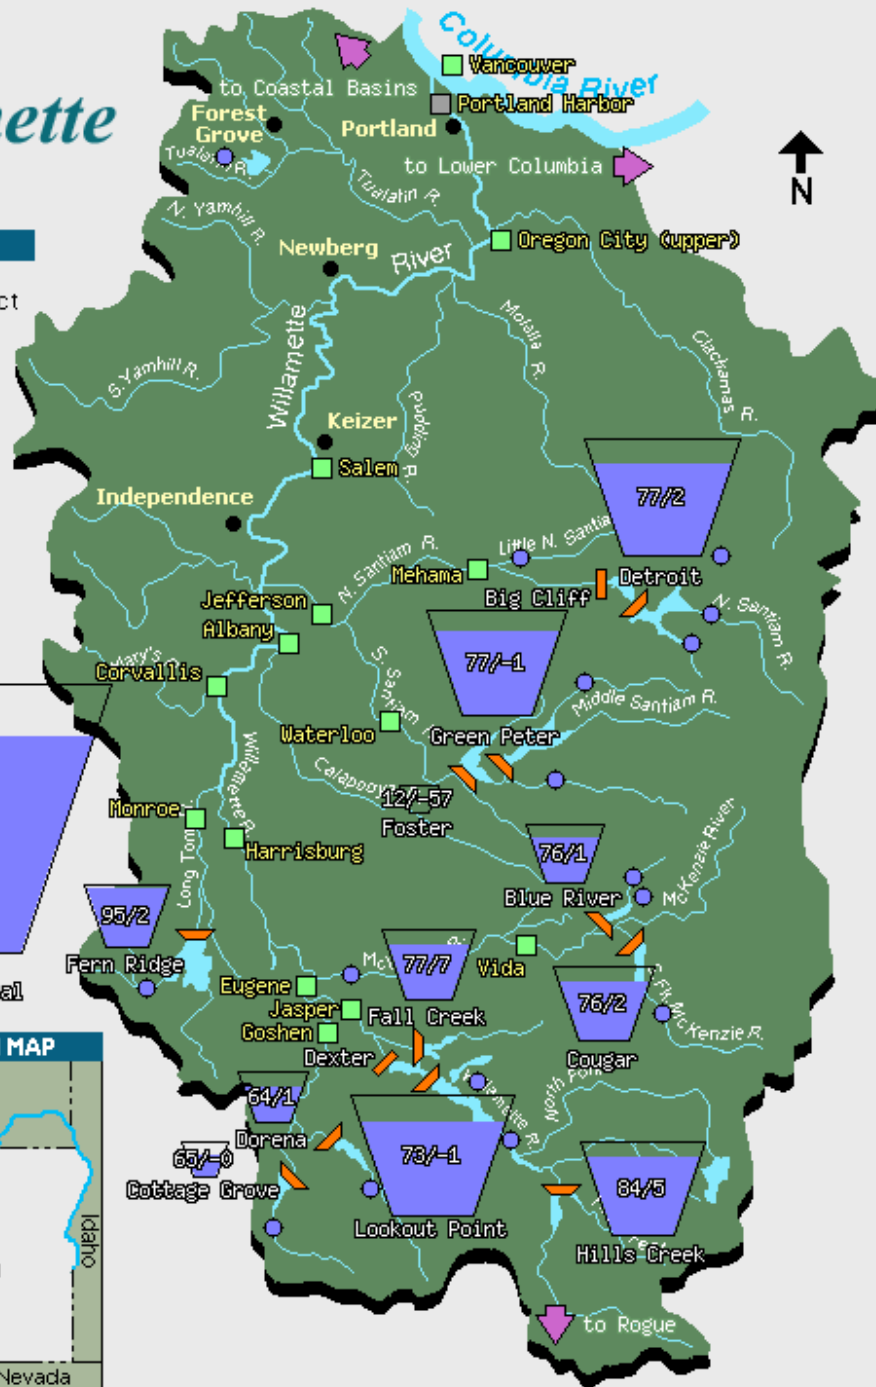 Columbia River
Vancouver
to Coastal Basins
Portland Harbor
ette
Forest
Grove
Portland
Tualatin R.
to Lower Columbia
N
Tualatin R.
N. Yamhill R.
Oregon City (upper)
Newberg
River
ct
Molalla R.
Willamette
Clackamas R.
S. Yamhill R.
Pudding R.
Keizer
Salem
Independence
77/2
Little N. Santia
N. Santiam R.
Mehama
Detroit
Big Cliff
Jefferson
N. Santiam R.
Albany
Mary's
S. Santiam
77/-1
Corvallis
Middle Santiam R.
Waterloo
Green Peter
Willamette R.
Calapooya
12/-57
Monroe
Foster
McKenzie River
Harrisburg
76/1
Long Tom
Blue River
95/2
Vida
77/7
Fern Ridge
Eugene
al
S. Fk. McKenzie R.
76/2
Jasper
Fall Creek
Goshen
MAP
Dexter
Cougar
64/1
North Fork
Willamette R.
Dorena
73/-1
65/-0
Cottage Grove
84/5
Lookout Point
Idaho
Hills Creek
to Rogue
Nevada